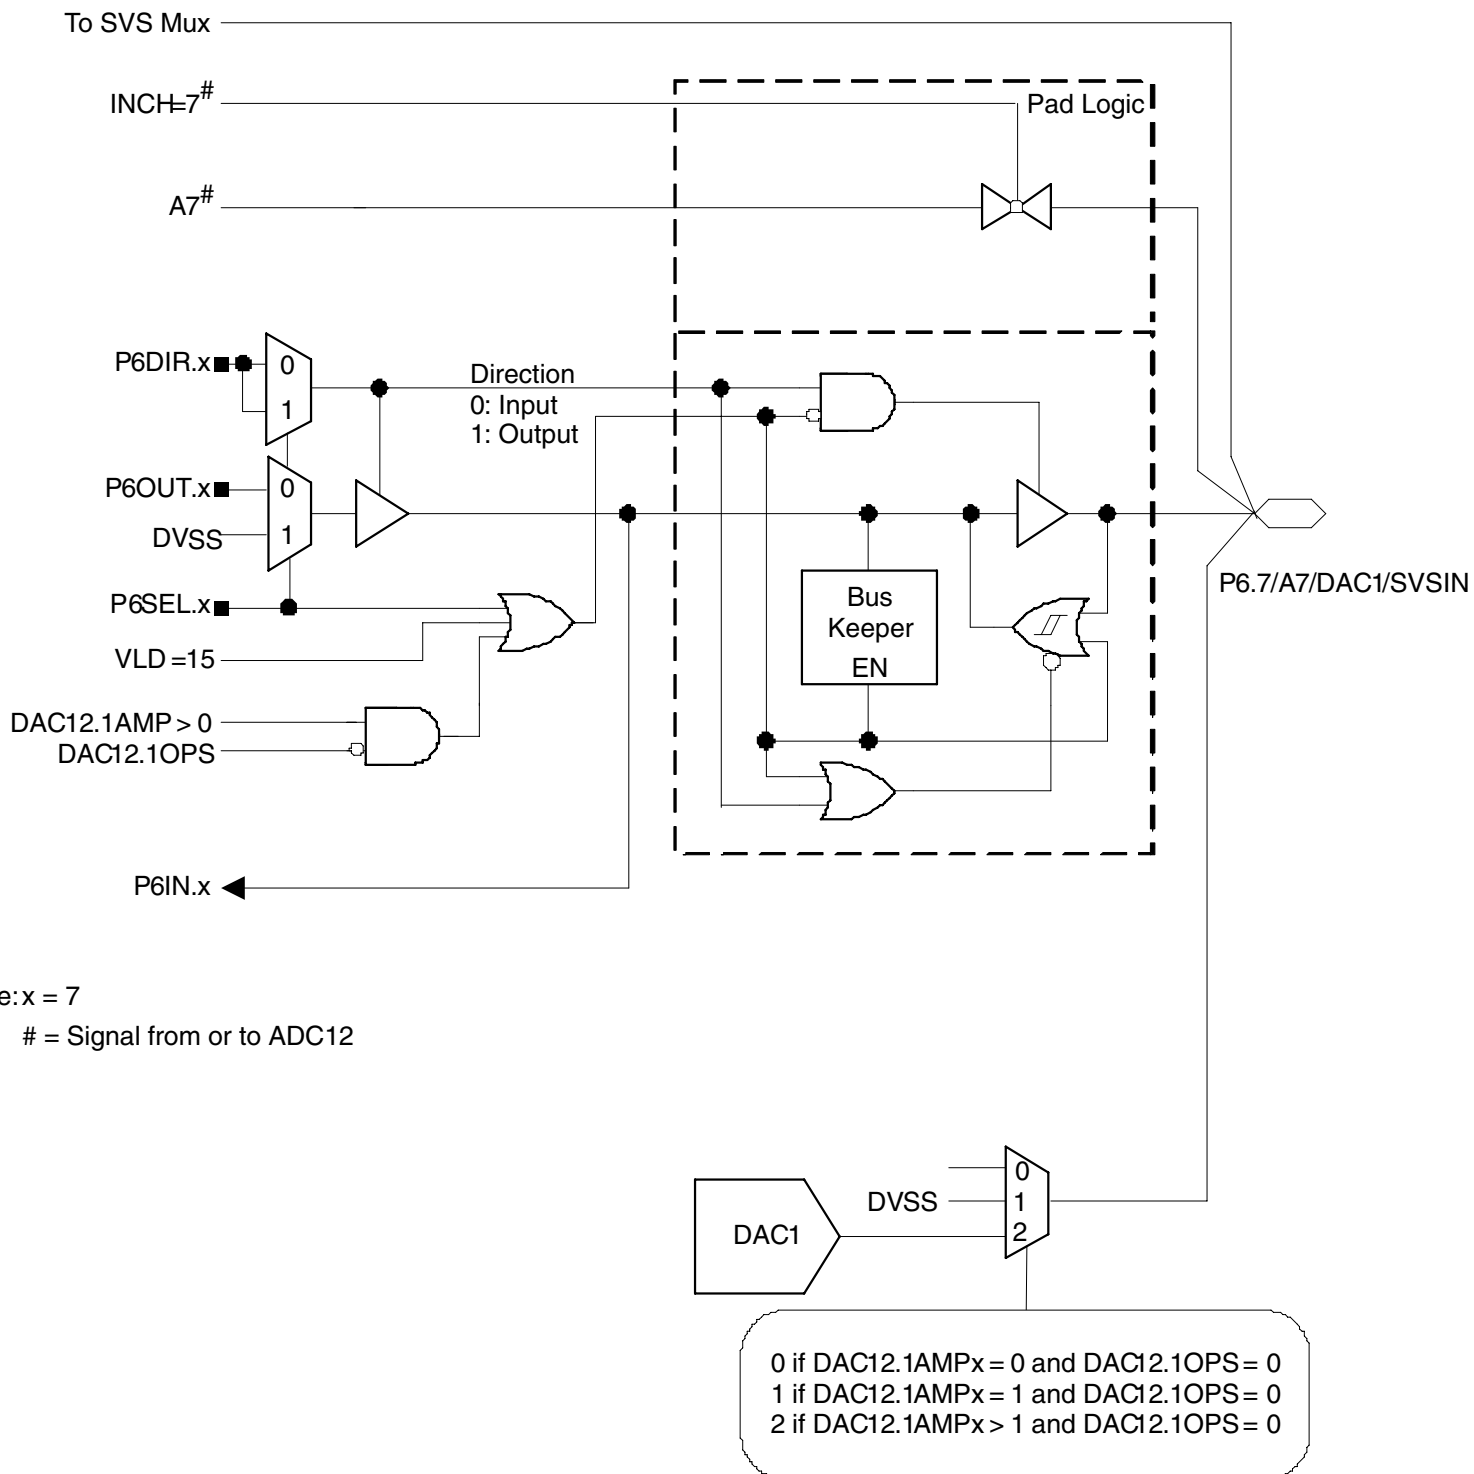 To SVS Mux
INCH=7#
Pad Logic
A7#
P6DIR.x
0
1
Direction
0: Input
1: Output
P6OUT.x
0
DVSS
1
P6SEL.x
VLD =15
DAC12.1AMP > 0
DAC12.1OPS
Bus
Keeper
EN
P6.7/A7/DAC1/SVSIN
P6IN.x
e: x = 7
# = Signal from or to ADC12
0
DVSS
1
2
DAC1
0 if DAC12.1AMPx = 0 and DAC12.1OPS = 0
1 if DAC12.1AMPx = 1 and DAC12.1OPS = 0
2 if DAC12.1AMPx > 1 and DAC12.1OPS = 0